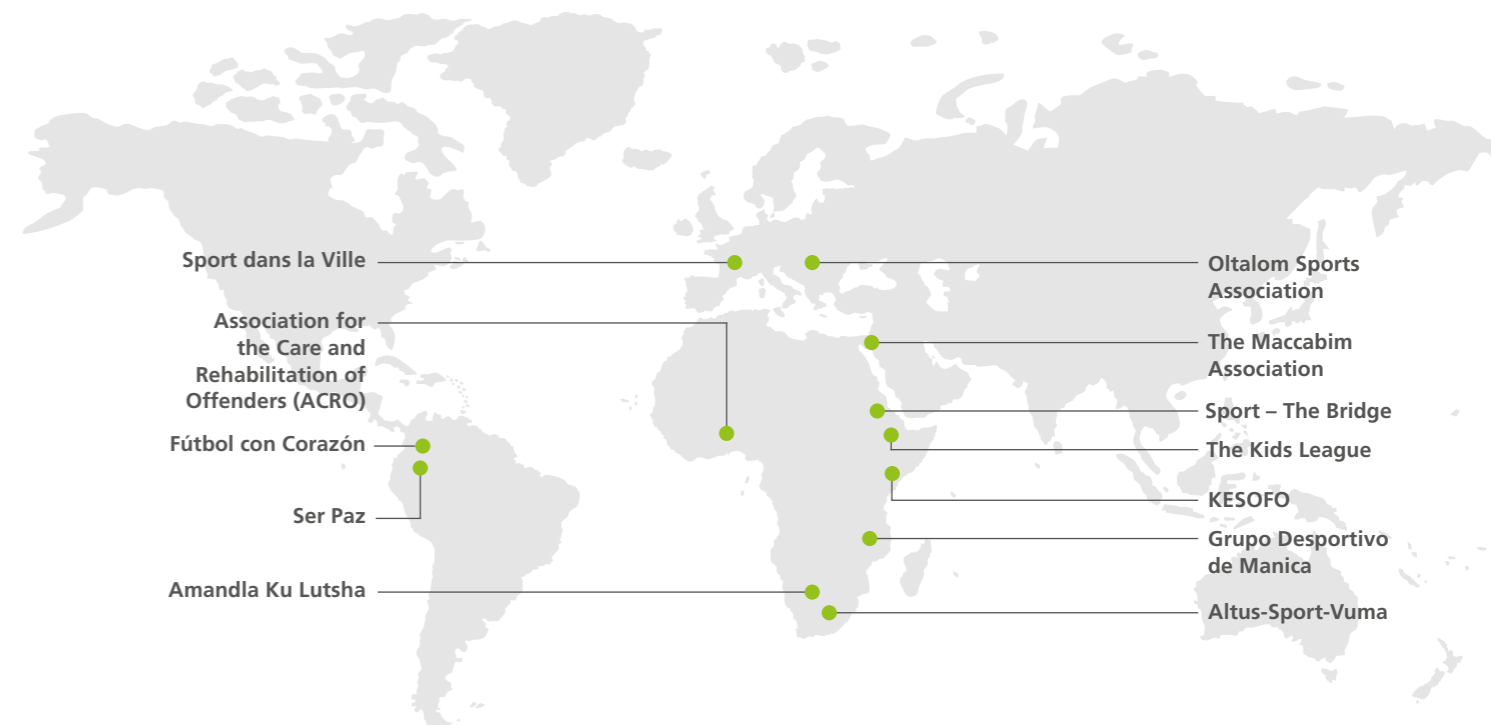 Sport dans la Ville
Association for
the Care and
Rehabilitation of
Offenders (ACRO)
Fútbol con Corazón
Ser Paz
Amandla Ku Lutsha
Oltalom Sports
Association
The Maccabim
Association
Sport – The Bridge
The Kids League
KESOFO
Grupo Desportivo
de Manica
Altus-Sport-Vuma